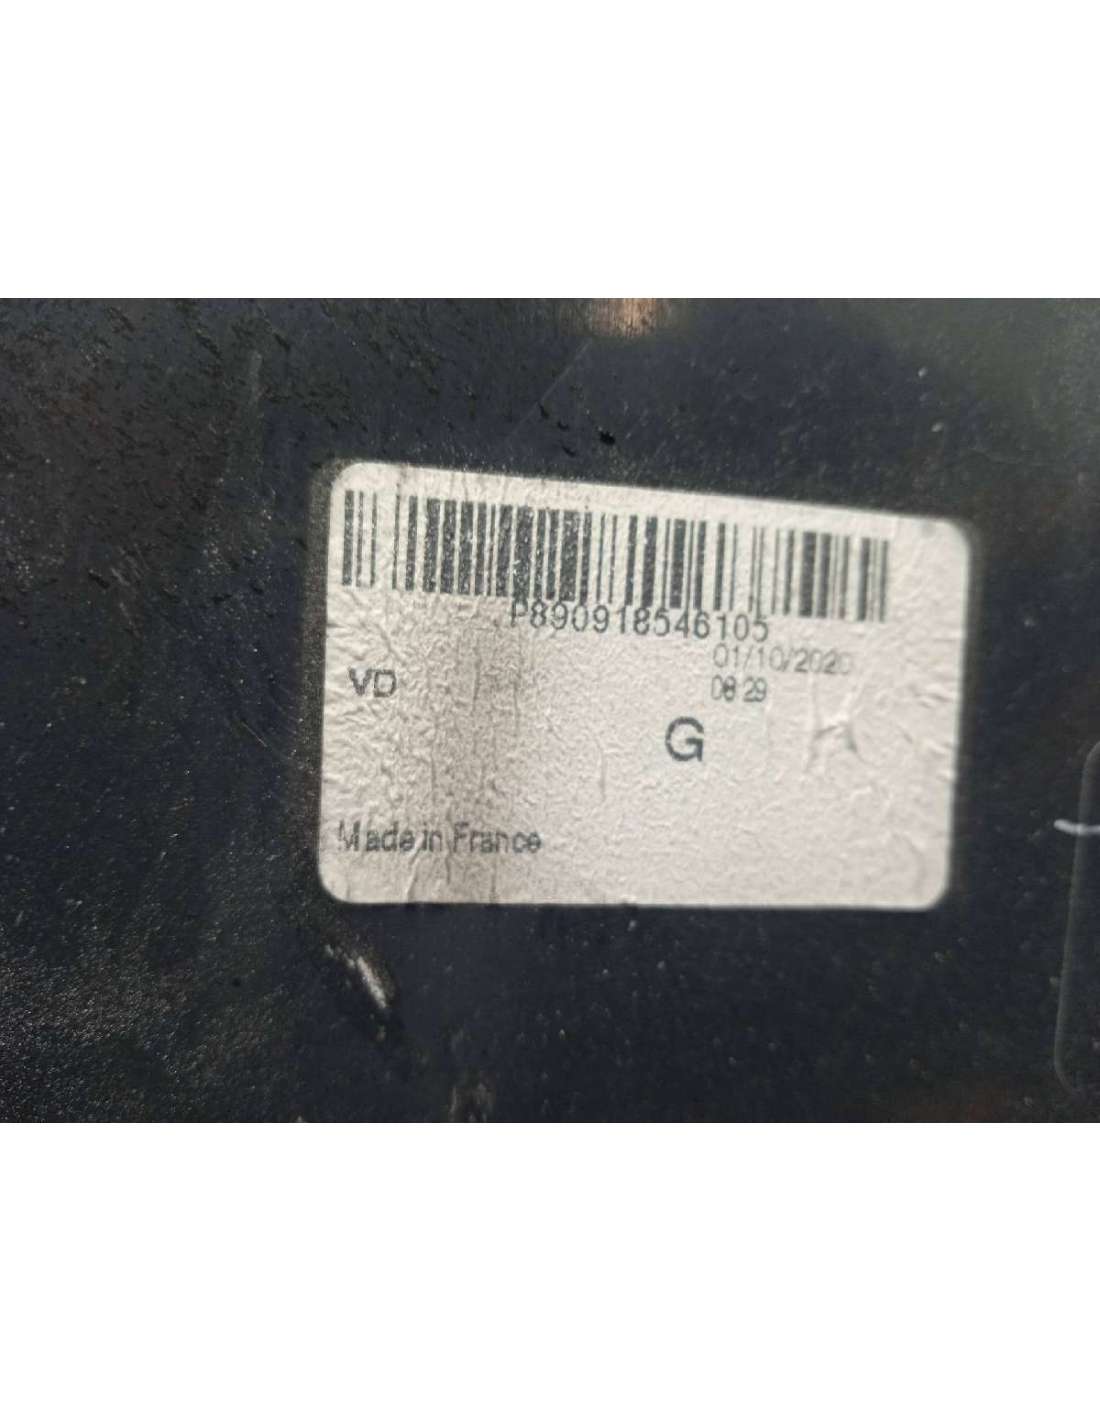 P890918546105
01/10/2020
VD
08:29
G
Made in France